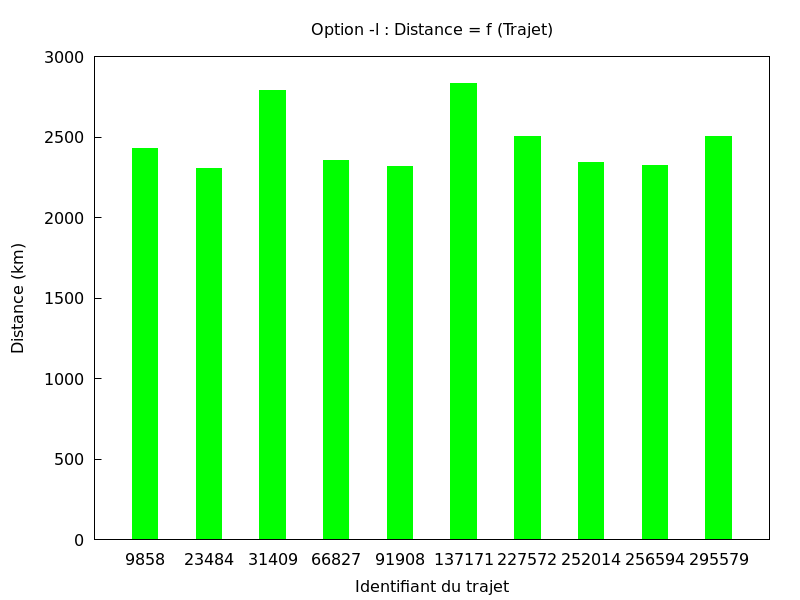 Option -l : Distance = f (Trajet)
3000
2500
2000
1500
1000
500
0
Distance (km)
9858 23484 31409 66827 91908 137171 227572 252014 256594 295579
Identifiant du trajet